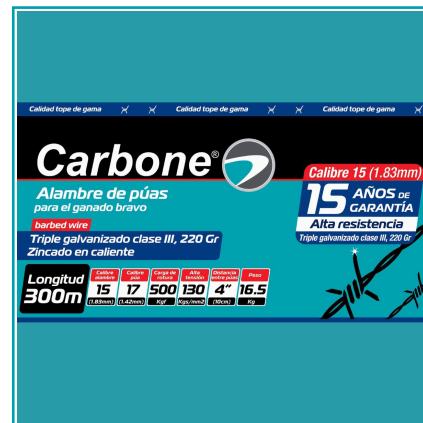 Calidad tope de gama Calidad tope de gama Calidad tope de gama
Carbone®
Alambre de púas
para el ganado bravo
barbed wire
Triple galvanizado clase III, 220 Gr
Zincado en caliente
Calibre 15 (1.83mm)
15 AÑOS DE
GARANTÍA
Alta resistencia
Triple galvanizado clase III, 220 Gr
Longitud
300m
Calibre alambre
15
(1.83mm)
Calibre púa
17
(1.42mm)
Carga de rotura
500
Kgf
Alta tensión
130
Kgs/mm2
Distancia entre púas
4"
(10cm)
Peso
16.5
Kg